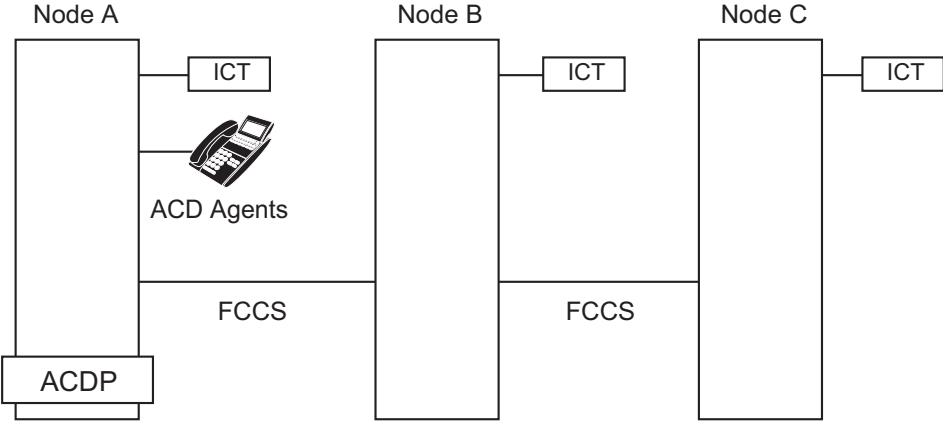 Node A
Node B
Node C
ICT
ICT
ICT
ACD Agents
FCCS
FCCS
ACDP